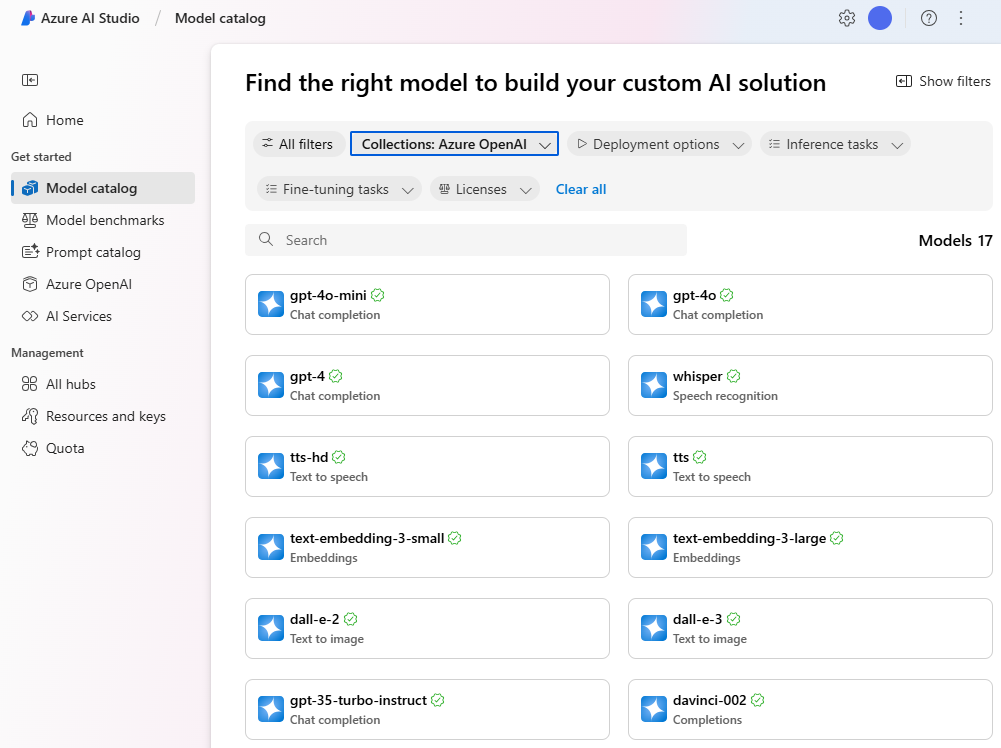 Azure AI Studio / Model catalog
Find the right model to build your custom AI solution
Show filters
Home
Get started
Model catalog
Model benchmarks
Prompt catalog
Azure OpenAI
AI Services
Management
All hubs
Resources and keys
Quota
All filters
Collections: Azure OpenAI
Deployment options
Inference tasks
Fine-tuning tasks
Licenses
Clear all
Search
Models 17
gpt-4o-mini
Chat completion
gpt-4o
Chat completion
gpt-4
Chat completion
whisper
Speech recognition
tts-hd
Text to speech
tts
Text to speech
text-embedding-3-small
Embeddings
text-embedding-3-large
Embeddings
dall-e-2
Text to image
dall-e-3
Text to image
gpt-35-turbo-instruct
Chat completion
davinci-002
Completions